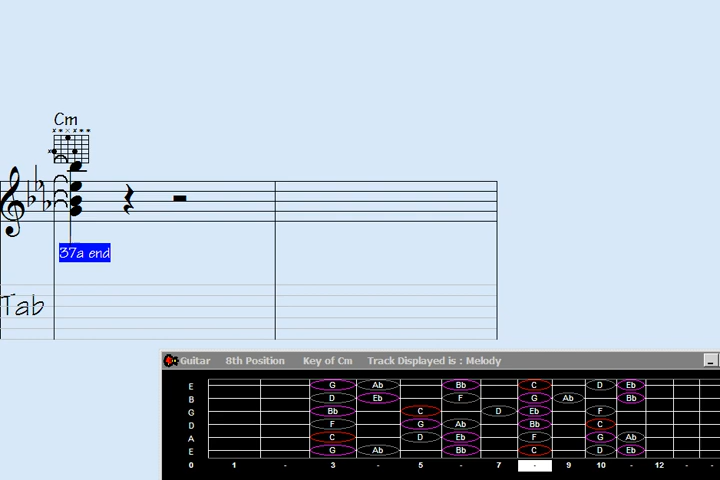 Cm
37a end
Tab
Guitar 8th Position Key of Cm Track Displayed is : Melody
E G Ab Bb C D Eb
B D Eb F G Ab Bb
G Bb C D Eb F
D F G Ab Bb C
A C D Eb F G Ab
E G Ab Bb C D Eb
0 1 - 3 - 5 - 7 - 9 10 - 12 - -